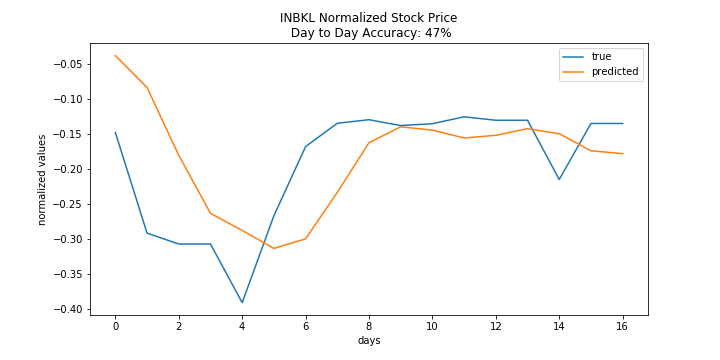 INBKL Normalized Stock Price
Day to Day Accuracy: 47%
true
predicted
normalized values
−0.05
−0.10
−0.15
−0.20
−0.25
−0.30
−0.35
−0.40
0 2 4 6 8 10 12 14 16
days